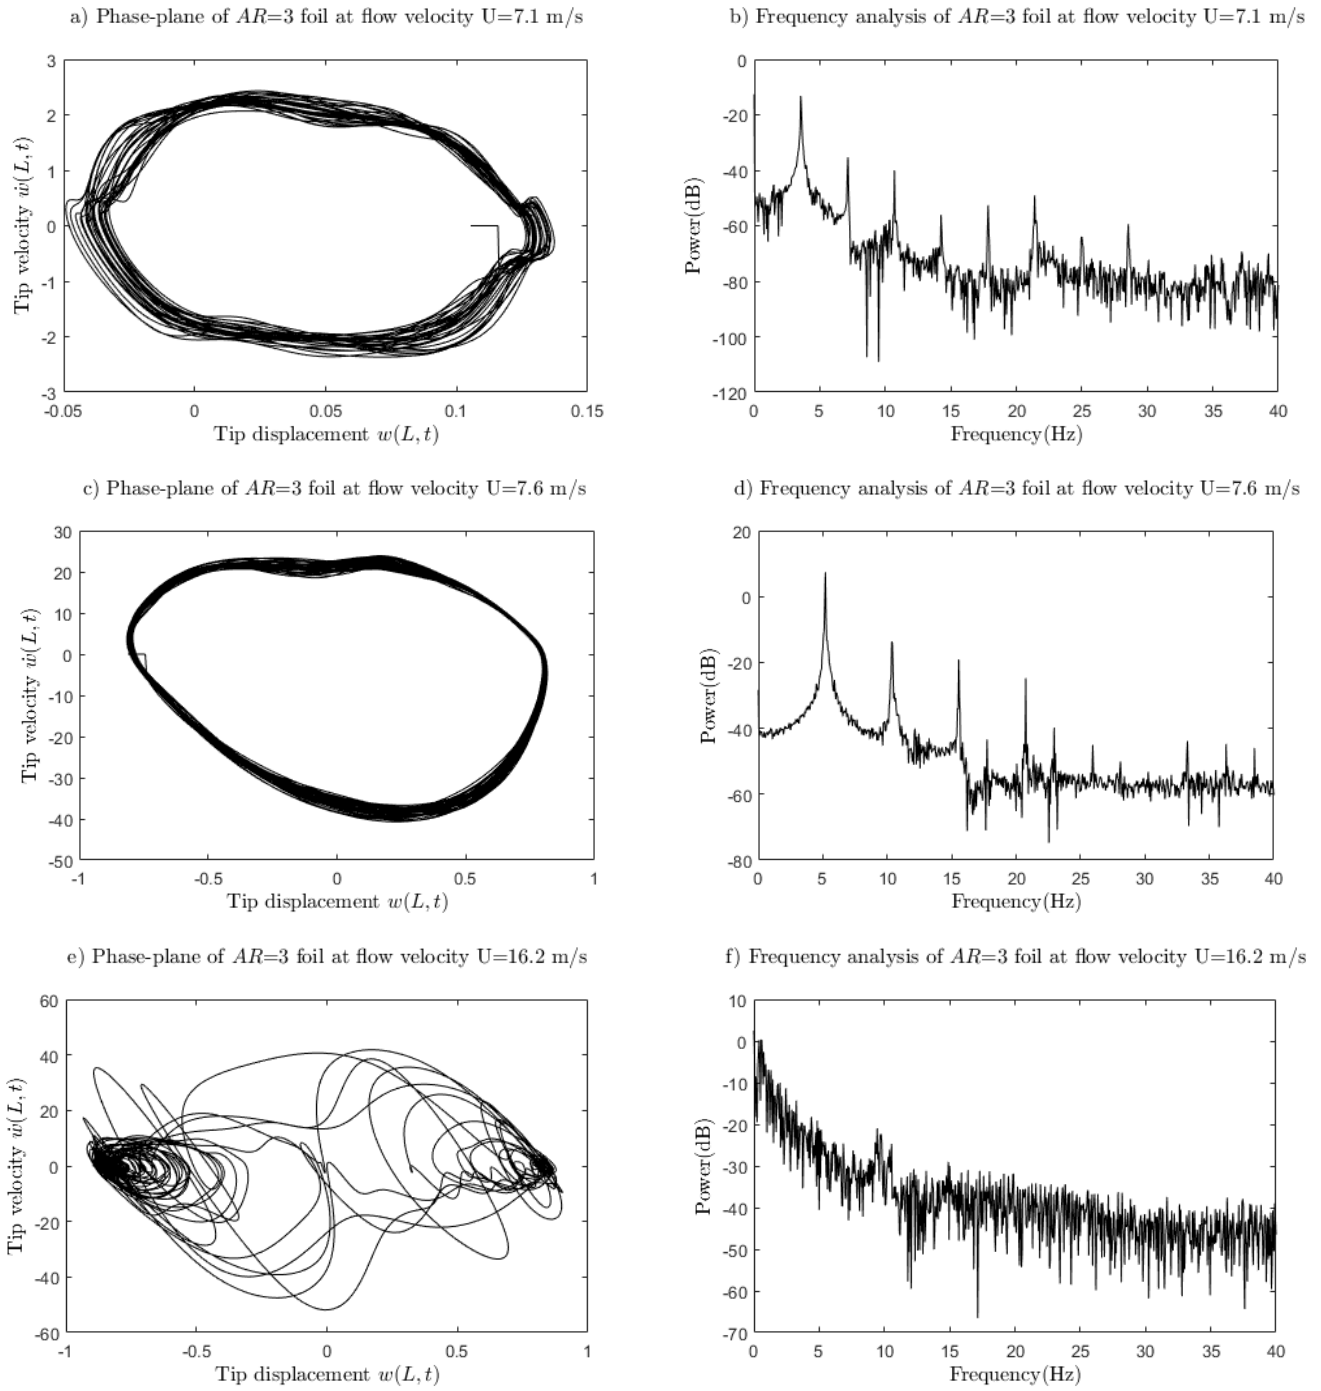 a) Phase-plane of AR=3 foil at flow velocity U=7.1 m/s
3
2
1
0
-1
-2
-3
Tip velocity ẇ(L, t)
-0.05 0 0.05 0.1 0.15
Tip displacement w(L, t)
b) Frequency analysis of AR=3 foil at flow velocity U=7.1 m/s
0
-20
-40
-60
-80
-100
-120
Power(dB)
0 5 10 15 20 25 30 35 40
Frequency(Hz)
c) Phase-plane of AR=3 foil at flow velocity U=7.6 m/s
30
20
10
0
-10
-20
-30
-40
-50
Tip velocity ẇ(L, t)
-1 -0.5 0 0.5 1
Tip displacement w(L, t)
d) Frequency analysis of AR=3 foil at flow velocity U=7.6 m/s
20
0
-20
-40
-60
-80
Power(dB)
0 5 10 15 20 25 30 35 40
Frequency(Hz)
e) Phase-plane of AR=3 foil at flow velocity U=16.2 m/s
60
40
20
0
-20
-40
-60
Tip velocity ẇ(L, t)
-1 -0.5 0 0.5 1
Tip displacement w(L, t)
f) Frequency analysis of AR=3 foil at flow velocity U=16.2 m/s
10
0
-10
-20
-30
-40
-50
-60
-70
Power(dB)
0 5 10 15 20 25 30 35 40
Frequency(Hz)